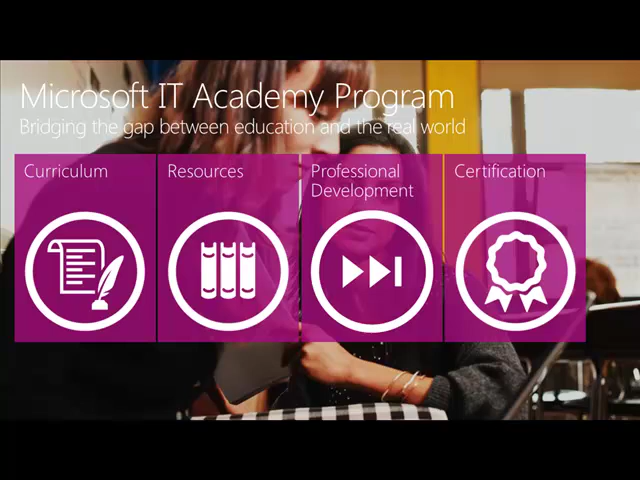 Microsoft IT Academy Program
Bridging the gap between education and the real world
Curriculum
Resources
Professional
Development
Certification